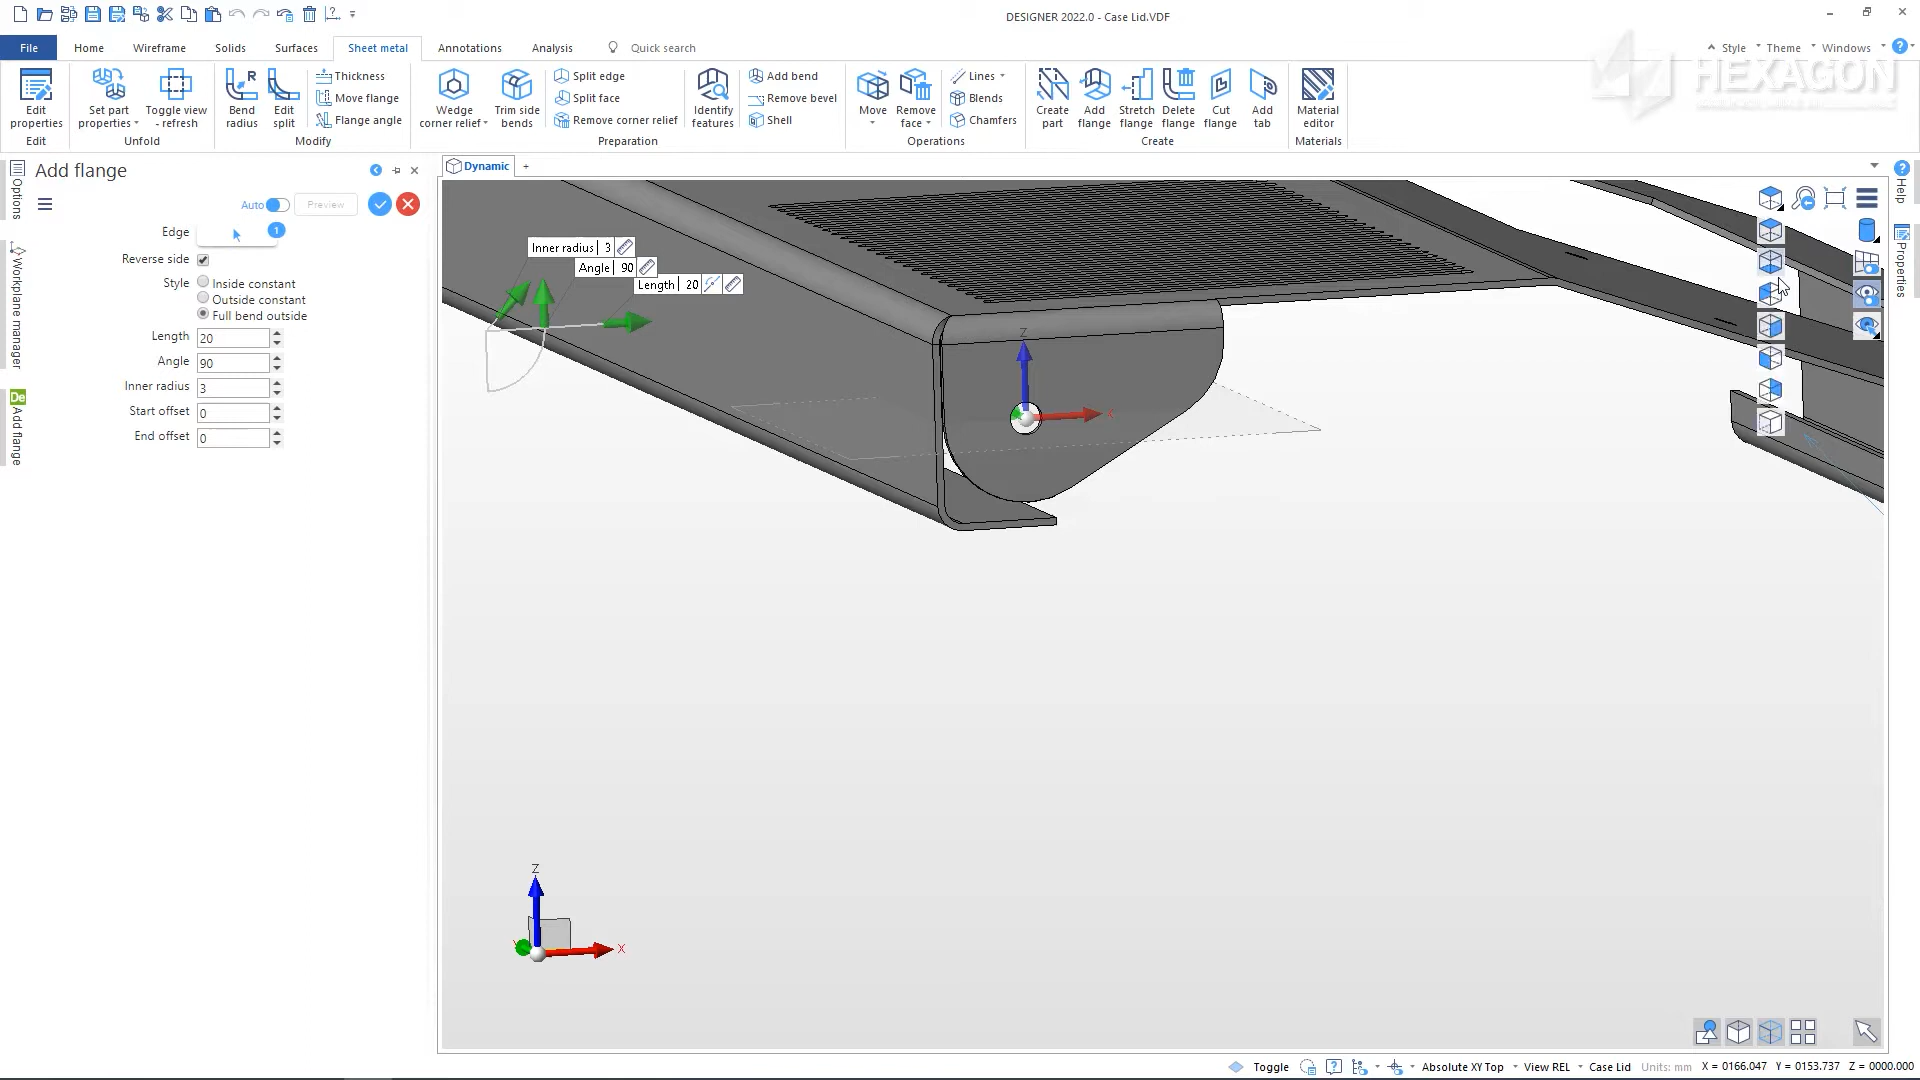 DESIGNER 2022.0 - Case Lid.VDF
File Home Wireframe Solids Surfaces Sheet metal Annotations Analysis Quick search
Style Theme Windows
HEXAGON
Edit properties
Set part properties
Toggle view - refresh
Bend radius
Edit split
Thickness
Move flange
Flange angle
Wedge corner relief
Trim side bends
Split edge
Split face
Remove corner relief
Identify features
Add bend
Remove bevel
Shell
Move
Remove face
Lines
Blends
Chamfers
Create part
Add flange
Stretch flange
Delete flange
Cut flange
Add tab
Material editor
Edit Unfold Modify Preparation Operations Create Materials
Options
Workplane manager
De Add flange
Add flange
Auto Preview
Edge 1
Reverse side
Style Inside constant
Outside constant
Full bend outside
Length 20
Angle 90
Inner radius 3
Start offset 0
End offset 0
Dynamic +
Inner radius 3
Angle 90
Length 20
Z
X
Z
X
Help
Properties
Toggle Absolute XY Top View REL Case Lid Units: mm X = 0166.047 Y = 0153.737 Z = 0000.000